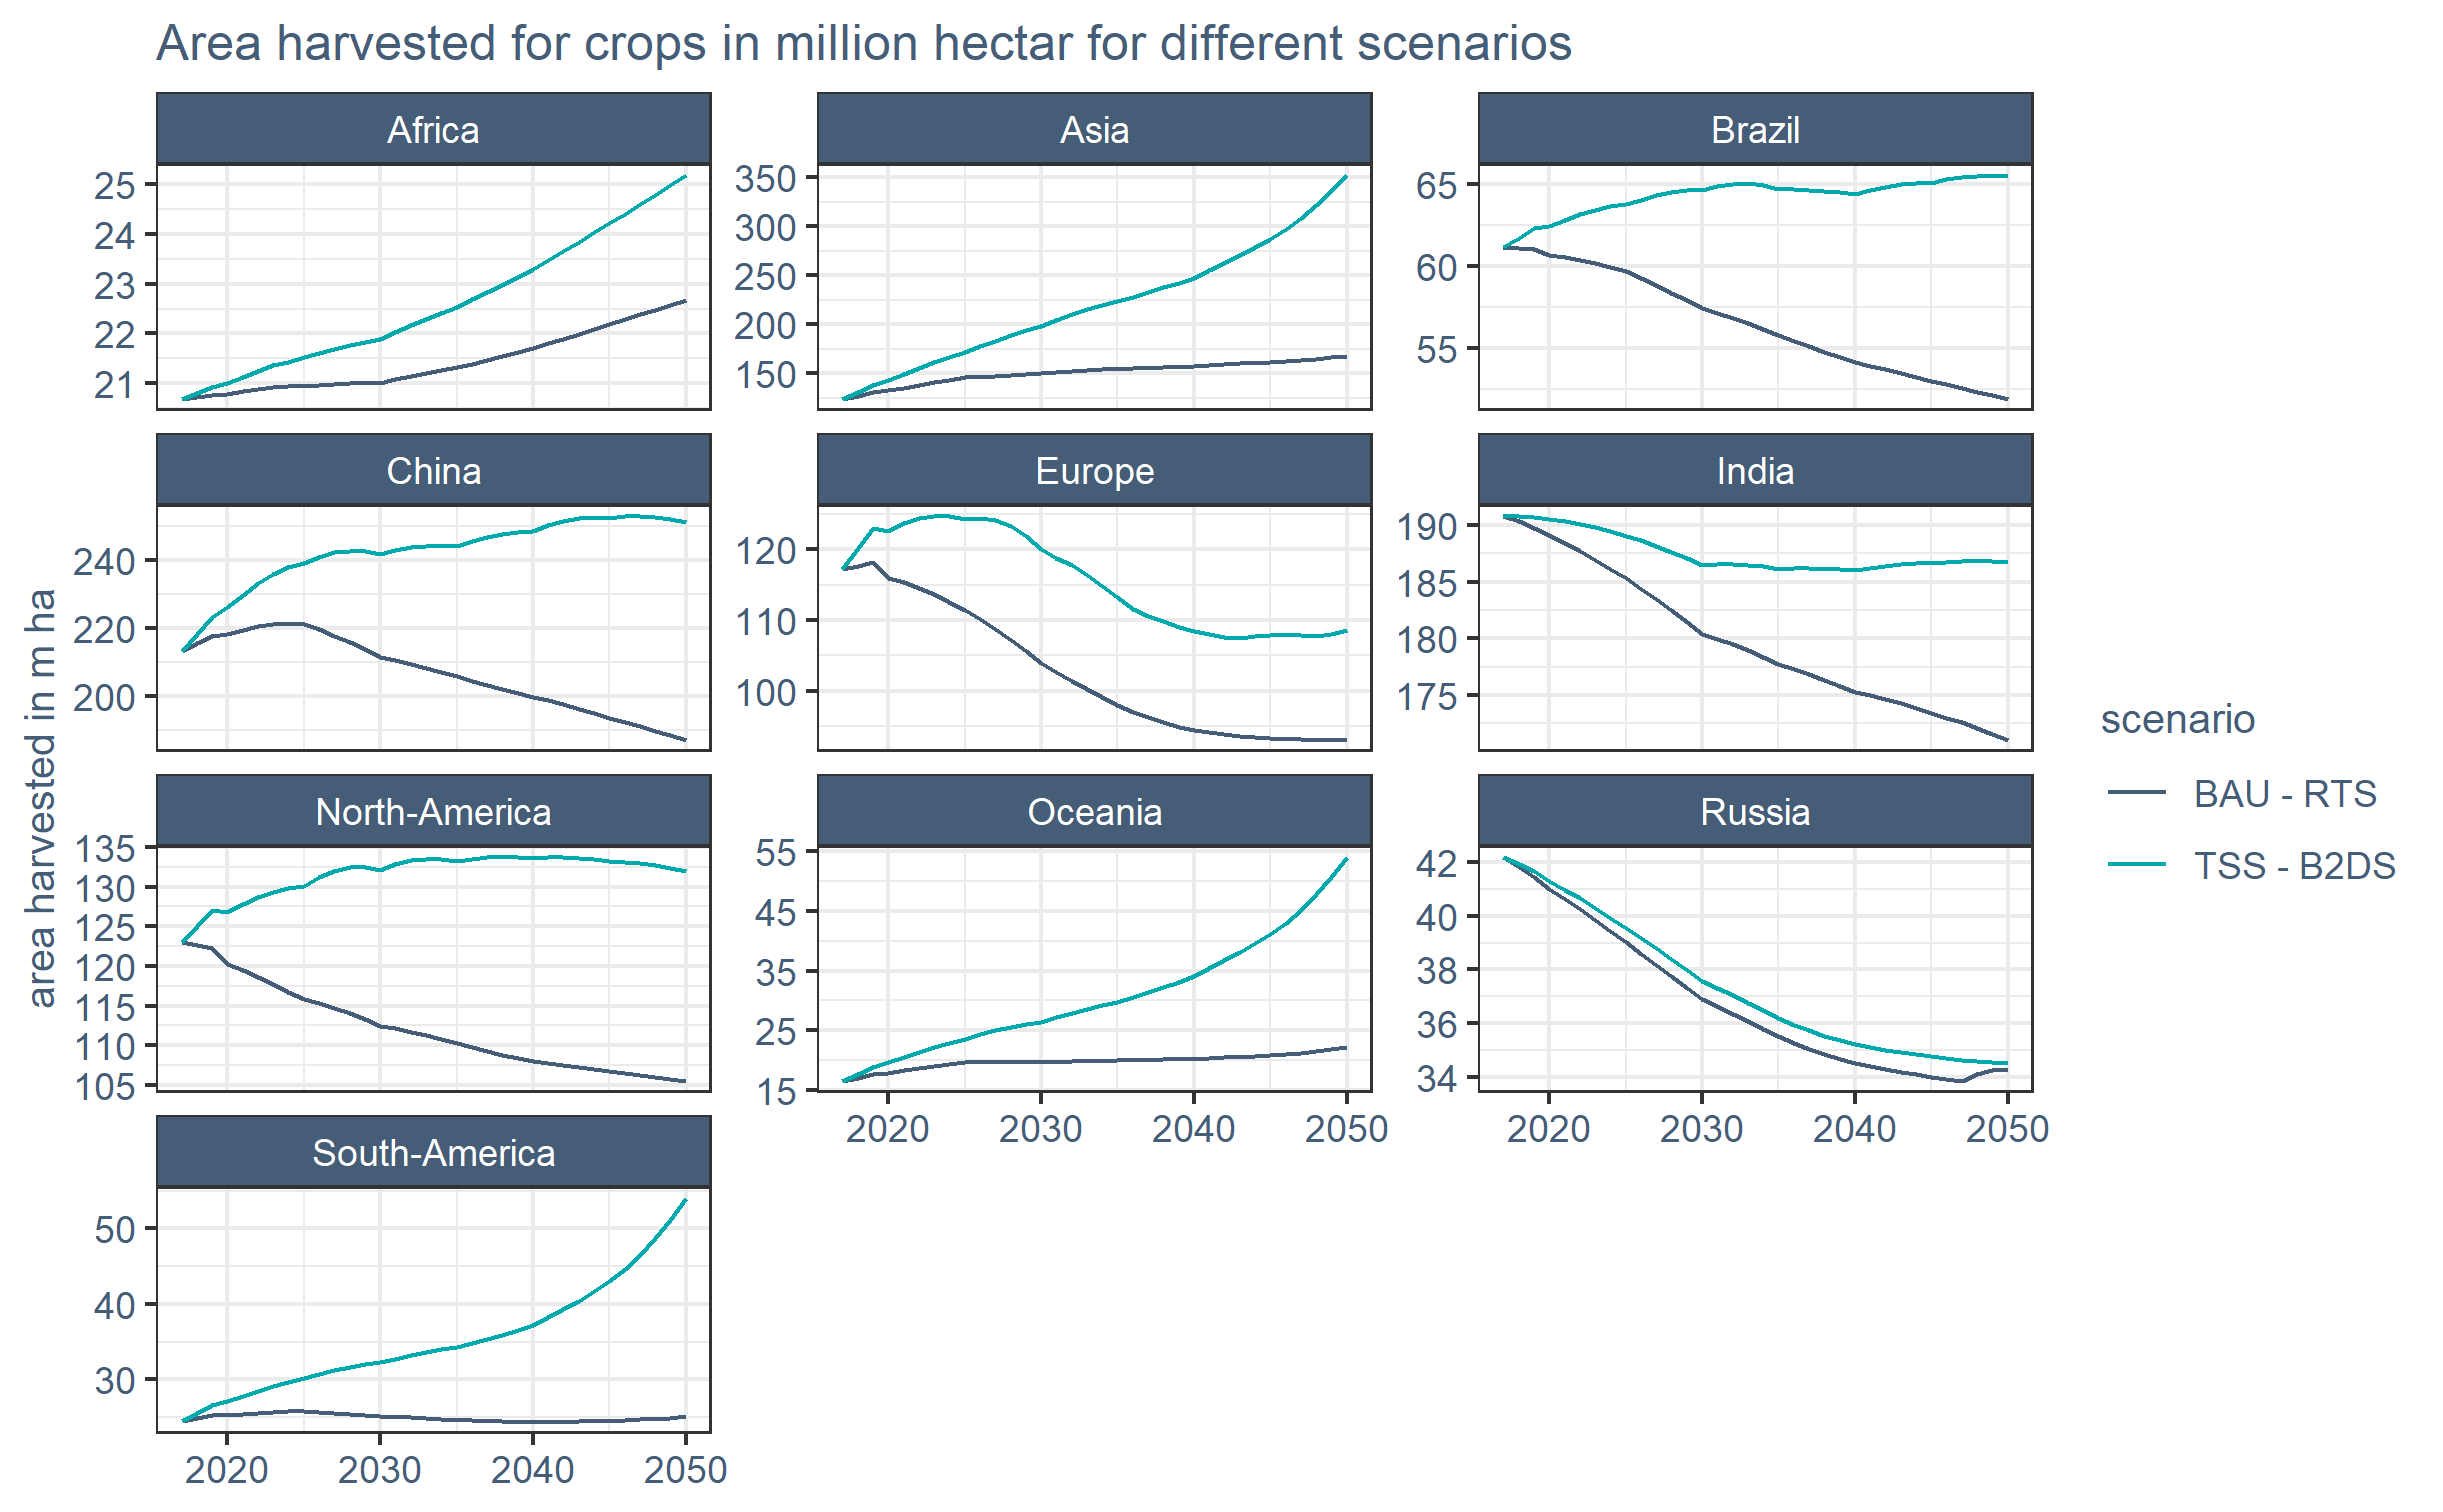 Area harvested for crops in million hectar for different scenarios
area harvested in m ha
Africa
25
24
23
22
21
Asia
350
300
250
200
150
Brazil
65
60
55
China
240
220
200
Europe
120
110
100
India
190
185
180
175
North-America
135
130
125
120
115
110
105
Oceania
55
45
35
25
15
2020 2030 2040 2050
Russia
42
40
38
36
34
2020 2030 2040 2050
South-America
50
40
30
2020 2030 2040 2050
scenario
BAU - RTS
TSS - B2DS